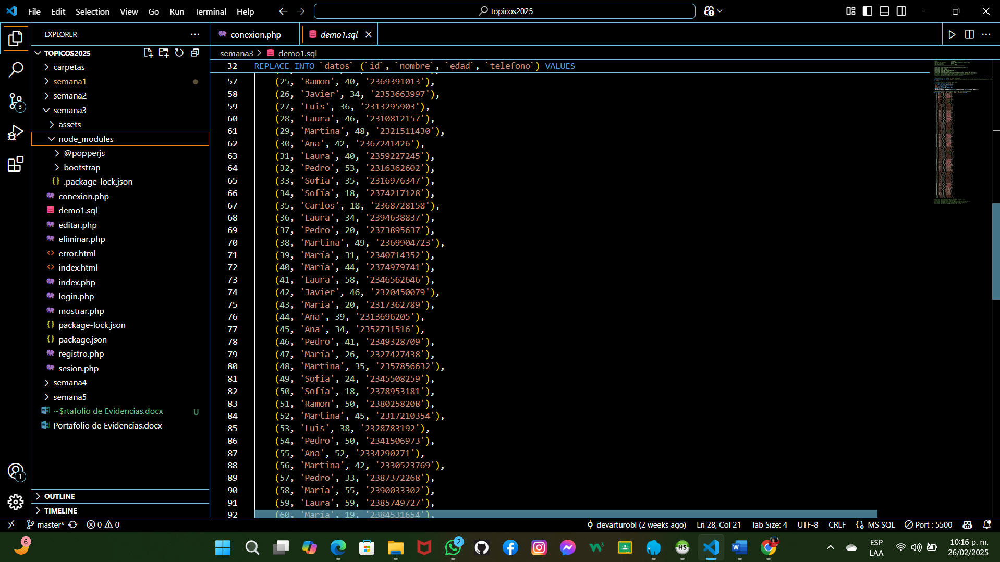 File Edit Selection View Go Run Terminal Help
topicos2025
EXPLORER
TOPICOS2025
carpetas
semana1
semana2
semana3
assets
node_modules
@popperjs
bootstrap
{} .package-lock.json
conexion.php
demo1.sql
editar.php
eliminar.php
<> error.html
<> index.html
index.php
login.php
mostrar.php
{} package-lock.json
{} package.json
registro.php
sesion.php
semana4
semana5
~$rtafolio de Evidencias.docx U
Portafolio de Evidencias.docx
OUTLINE
TIMELINE
3
1
conexion.php
demo1.sql
semana3 > demo1.sql
32 REPLACE INTO `datos` (`id`, `nombre`, `edad`, `telefono`) VALUES
57 (25, 'Ramon', 40, '2369391013'),
58 (26, 'Javier', 34, '2353663997'),
59 (27, 'Luis', 36, '2313295903'),
60 (28, 'Laura', 46, '2310812157'),
61 (29, 'Martina', 48, '2321511430'),
62 (30, 'Ana', 42, '2367241426'),
63 (31, 'Laura', 40, '2359227245'),
64 (32, 'Pedro', 53, '2316362602'),
65 (33, 'Sofía', 35, '2316976347'),
66 (34, 'Sofía', 18, '2374217128'),
67 (35, 'Carlos', 18, '2368728158'),
68 (36, 'Laura', 34, '2394638837'),
69 (37, 'Pedro', 20, '2373895637'),
70 (38, 'Martina', 49, '2369904723'),
71 (39, 'María', 31, '2340714352'),
72 (40, 'María', 44, '2374979741'),
73 (41, 'Laura', 58, '2346562646'),
74 (42, 'Javier', 46, '2320450079'),
75 (43, 'María', 20, '2317362789'),
76 (44, 'Ana', 39, '2313696205'),
77 (45, 'Ana', 34, '2352731516'),
78 (46, 'Pedro', 41, '2349328709'),
79 (47, 'María', 26, '2327427438'),
80 (48, 'Martina', 35, '2357856632'),
81 (49, 'Sofía', 24, '2345508259'),
82 (50, 'Sofía', 18, '2378953181'),
83 (51, 'Ramon', 50, '2380258208'),
84 (52, 'Martina', 45, '2317210354'),
85 (53, 'Luis', 38, '2328783192'),
86 (54, 'Pedro', 50, '2341506973'),
87 (55, 'Ana', 52, '2334290271'),
88 (56, 'Martina', 42, '2330523769'),
89 (57, 'Pedro', 33, '2387372268'),
90 (58, 'María', 55, '2390033302'),
91 (59, 'Laura', 59, '2385749727'),
92 (60, 'María', 19, '2384531654'),
master* 0 0 devarturobl (2 weeks ago) Ln 28, Col 21 Tab Size: 4 UTF-8 CRLF {} MS SQL Port : 5500
6
2
HS
ESP
LAA
10:16 p. m.
26/02/2025